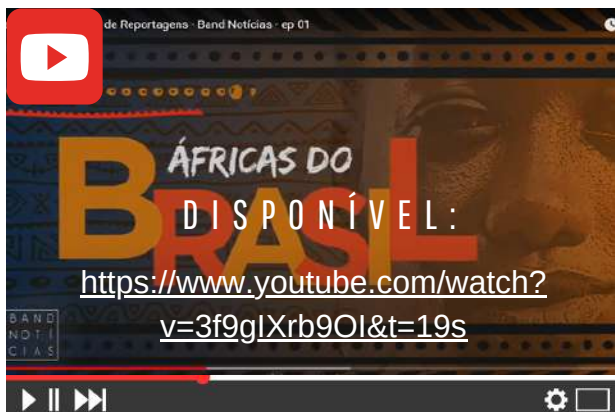 de Reportagens - Band Notícias - ep 01
ÁFRICAS DO
BRASIL
DISPONÍVEL:
https://www.youtube.com/watch?
v=3f9gIXrb9OI&t=19s
BAND
NOTÍ
CIAS